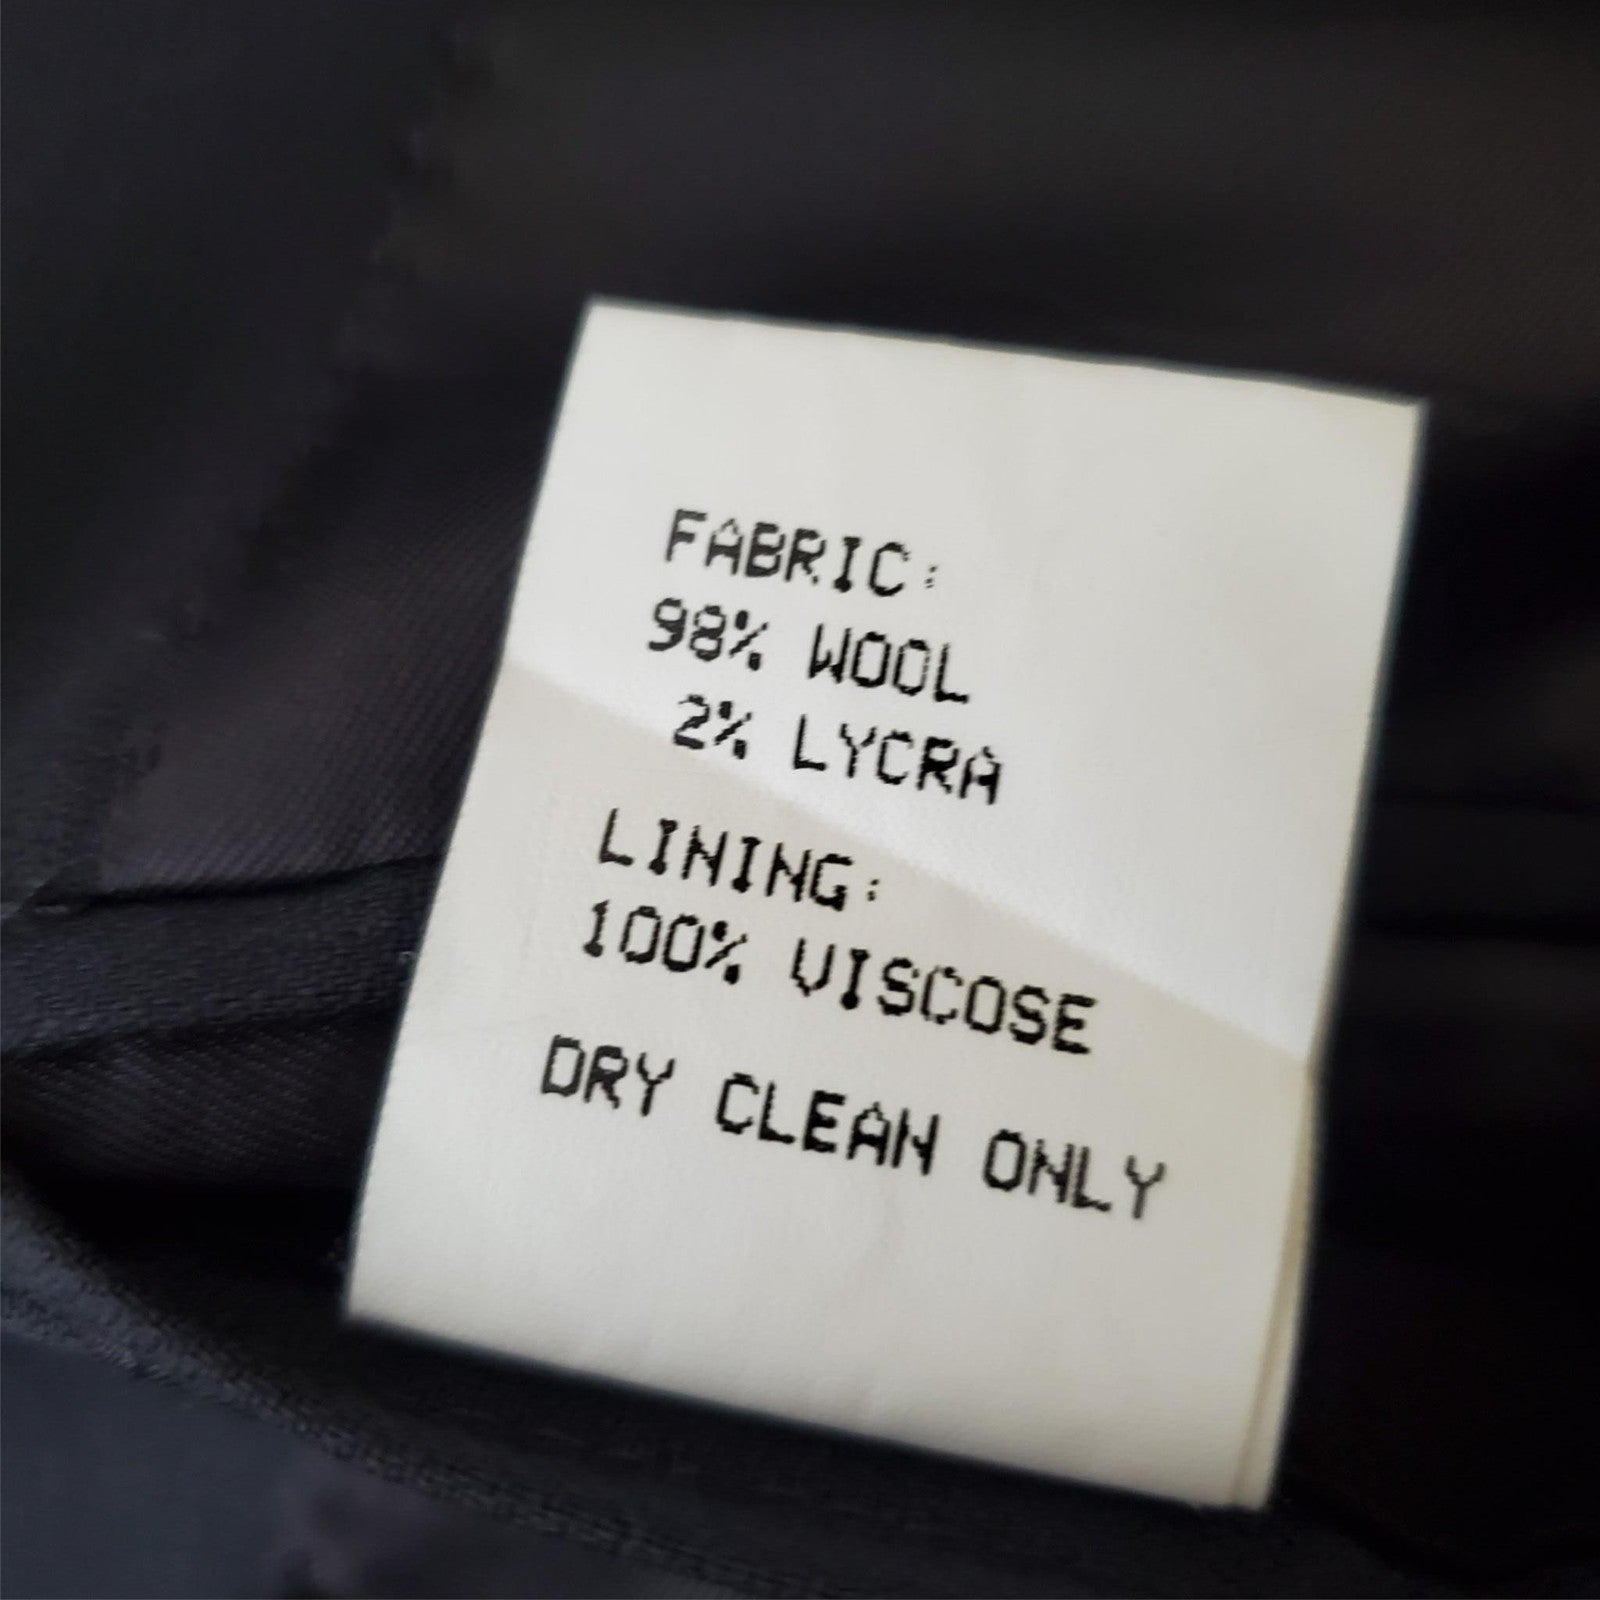 FABRIC:
98% WOOL
2% LYCRA
LINING:
100% VISCOSE
DRY CLEAN ONLY